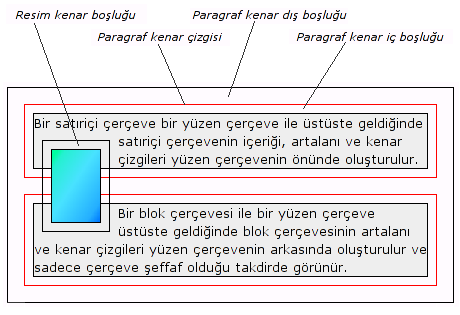 Resim kenar boşluğu
Paragraf kenar dış boşluğu
Paragraf kenar çizgisi
Paragraf kenar iç boşluğu
Bir satıriçi çerçeve bir yüzen çerçeve ile üstüste geldiğinde
satıriçi çerçevenin içeriği, artalanı ve kenar
çizgileri yüzen çerçevenin önünde oluşturulur.
Bir blok çerçevesi ile bir yüzen çerçeve
üstüste geldiğinde blok çerçevesinin artalanı
ve kenar çizgileri yüzen çerçevenin arkasında oluşturulur ve
sadece çerçeve şeffaf olduğu takdirde görünür.